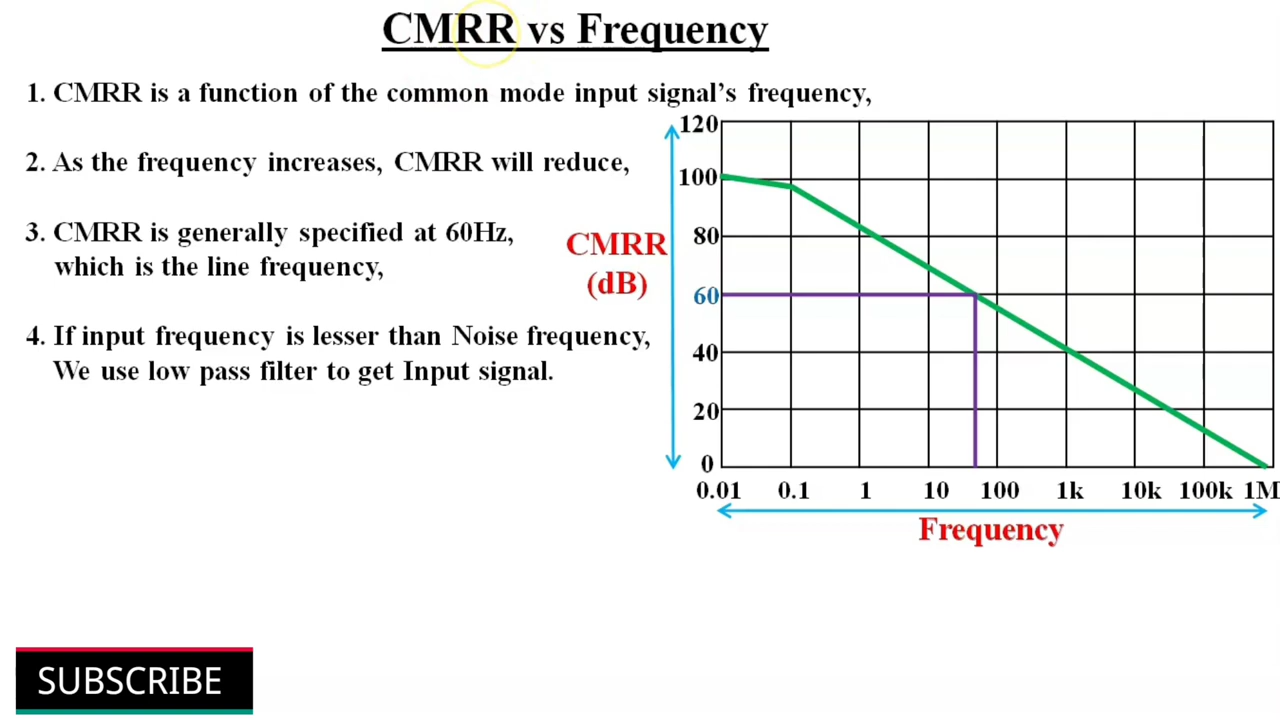 CMRR vs Frequency
1. CMRR is a function of the common mode input signal’s frequency,
2. As the frequency increases, CMRR will reduce,
3. CMRR is generally specified at 60Hz,
which is the line frequency,
4. If input frequency is lesser than Noise frequency,
We use low pass filter to get Input signal.
CMRR
(dB)
120
100
80
60
40
20
0
0.01 0.1 1 10 100 1k 10k 100k 1M
Frequency
SUBSCRIBE